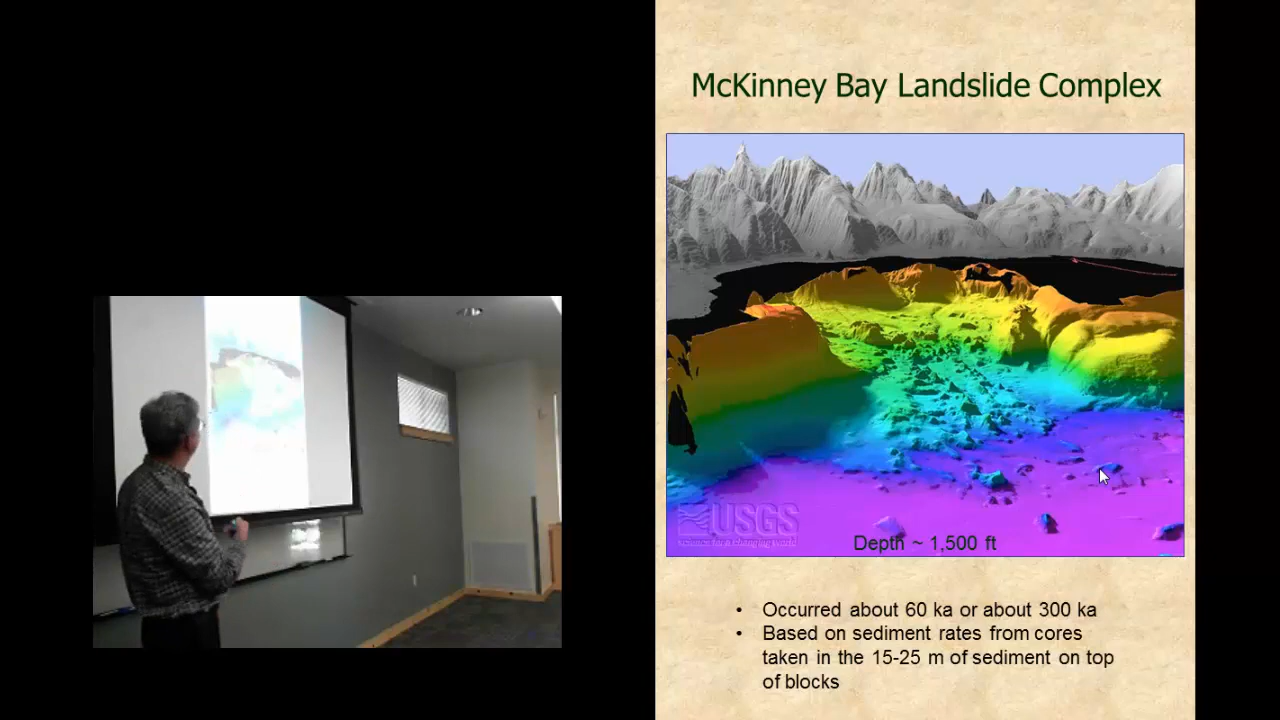 McKinney Bay Landslide Complex
USGS
science for a changing world
Depth ~ 1,500 ft
• Occurred about 60 ka or about 300 ka
• Based on sediment rates from cores
taken in the 15-25 m of sediment on top
of blocks